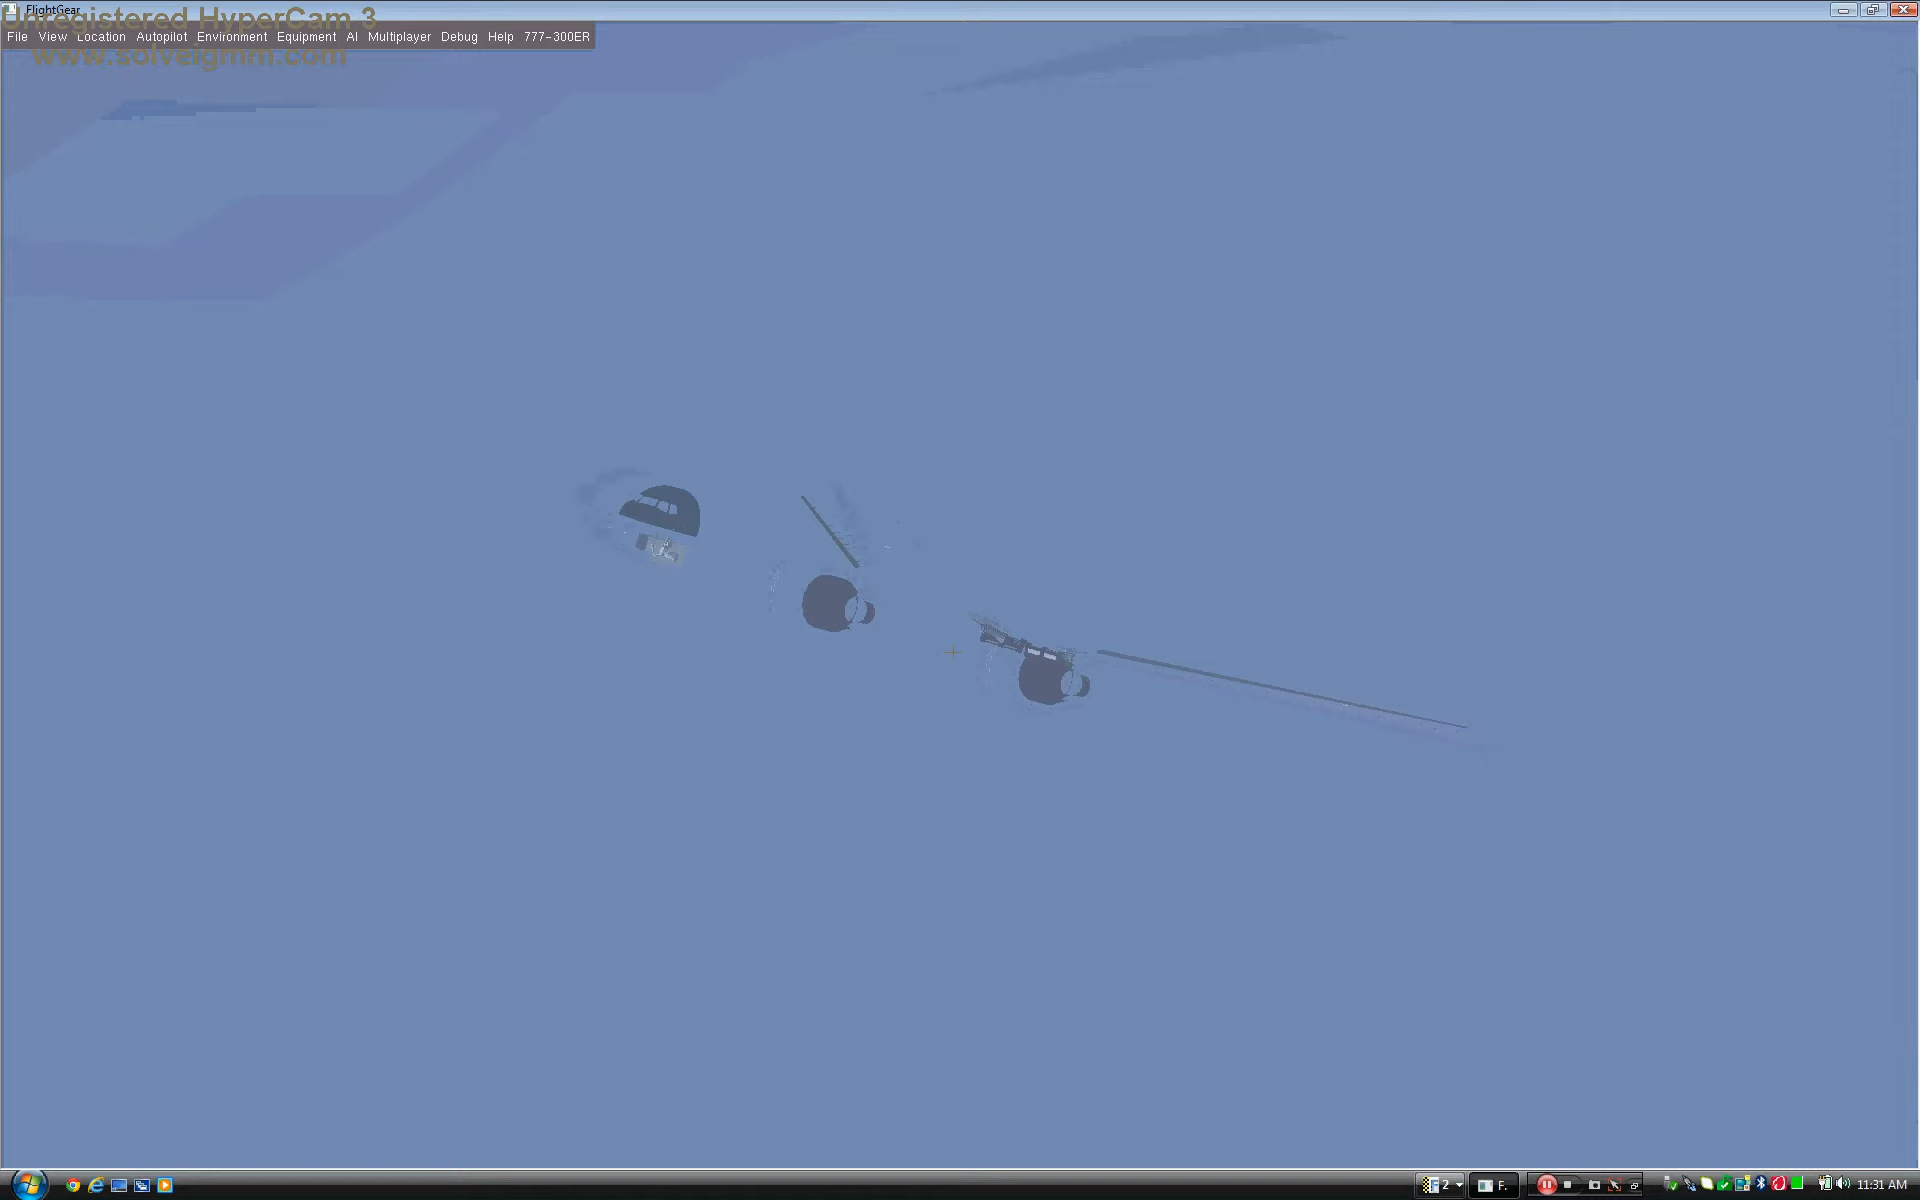 FlightGear
Unregistered HyperCam 3
File View Location Autopilot Environment Equipment AI Multiplayer Debug Help 777-300ER
www.solveigmm.com
2
F.
11:31 AM